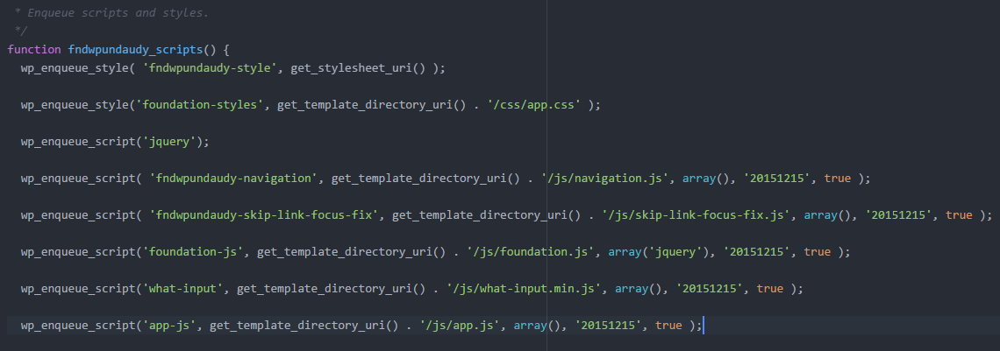 * Enqueue scripts and styles.
*/
function fndwpundaudy_scripts() {
wp_enqueue_style( 'fndwpundaudy-style', get_stylesheet_uri() );
wp_enqueue_style('foundation-styles', get_template_directory_uri() . '/css/app.css' );
wp_enqueue_script('jquery');
wp_enqueue_script( 'fndwpundaudy-navigation', get_template_directory_uri() . '/js/navigation.js', array(), '20151215', true );
wp_enqueue_script( 'fndwpundaudy-skip-link-focus-fix', get_template_directory_uri() . '/js/skip-link-focus-fix.js', array(), '20151215', true );
wp_enqueue_script('foundation-js', get_template_directory_uri() . '/js/foundation.js', array('jquery'), '20151215', true );
wp_enqueue_script('what-input', get_template_directory_uri() . '/js/what-input.min.js', array(), '20151215', true );
wp_enqueue_script('app-js', get_template_directory_uri() . '/js/app.js', array(), '20151215', true );